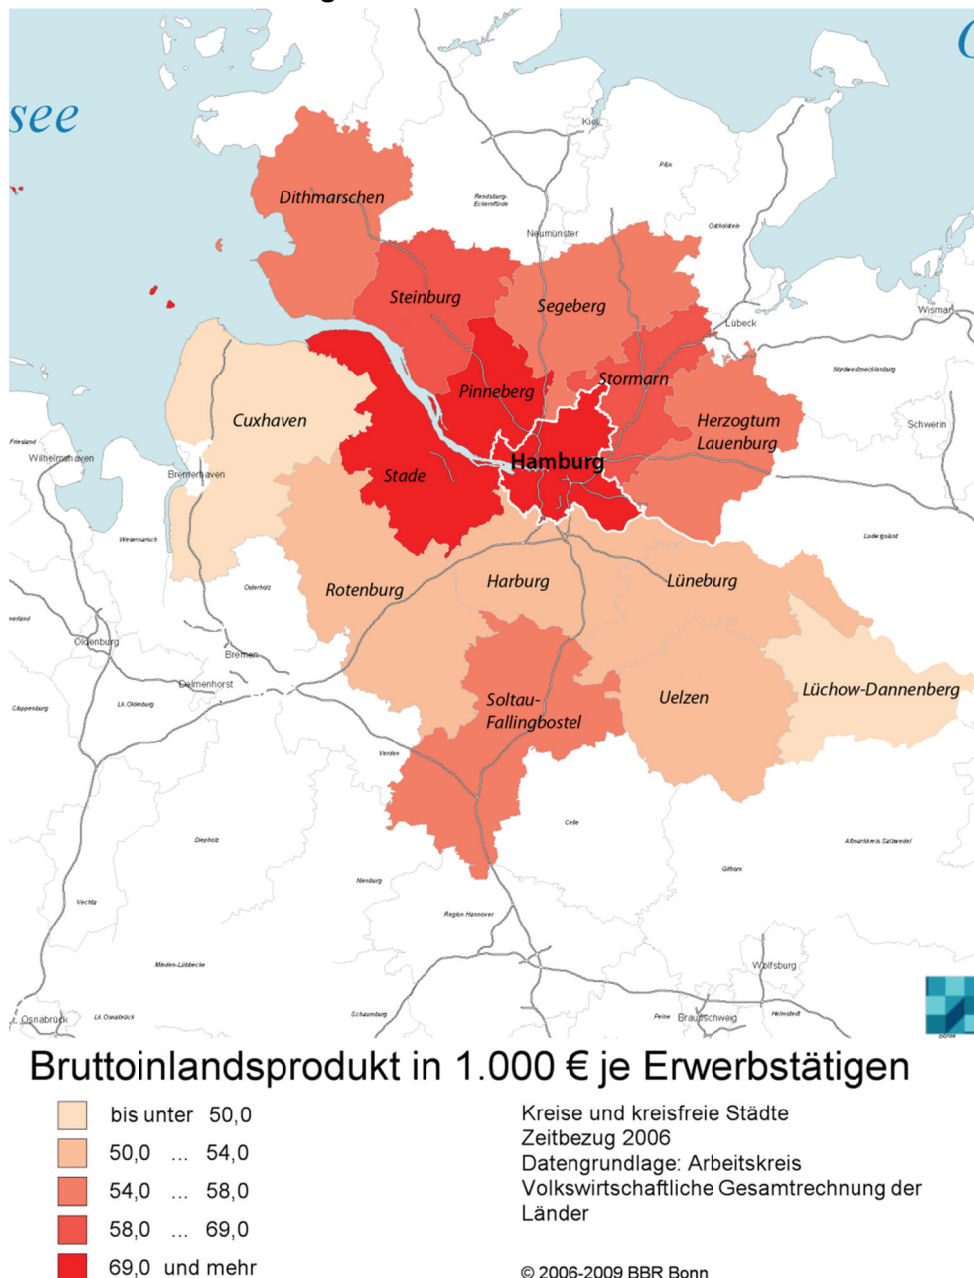 see
Kiel
Plön
Dithmarschen
Rendsburg-
Eckernförde
Ostholstein
Neumünster
Steinburg
Segeberg
Wismar
Lübeck
Nordwestmecklenburg
Stormarn
Pinneberg
Cuxhaven
Herzogtum
Lauenburg
Schwerin
Friesland
Wilhelmshaven
Hamburg
Bremerhaven
Stade
Wesermarsch
Ludwigslust
Osterholz
Rotenburg
Harburg
Lüneburg
Oldenburg
Bremen
Delmenhorst
Lüchow-Dannenberg
Soltau-
Fallingbostel
Uelzen
Cloppenburg
Lk. Oldenburg
Verden
Celle
Diepholz
Altmarkkreis Salzwedel
Gifhorn
Nienburg
Vechta
Region Hannover
Minden-Lübbecke
Wolfsburg
Osnabrück
Lk. Osnabrück
Schaumburg
Peine
Braunschweig
Helmstedt
Börde
Bruttoinlandsprodukt in 1.000 € je Erwerbstätigen
bis unter 50,0
50,0 ... 54,0
54,0 ... 58,0
58,0 ... 69,0
69,0 und mehr
Kreise und kreisfreie Städte
Zeitbezug 2006
Datengrundlage: Arbeitskreis
Volkswirtschaftliche Gesamtrechnung der
Länder
© 2006-2009 BBR Bonn